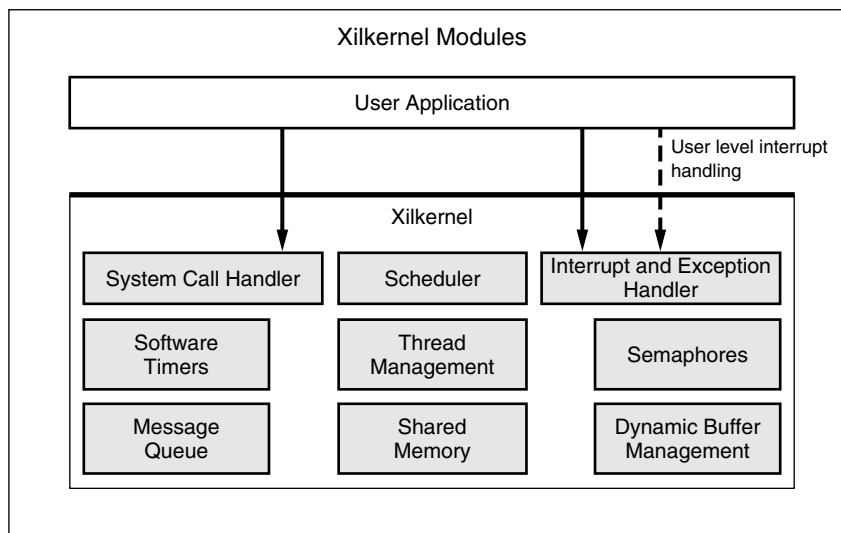 Xilkernel Modules
User Application
User level interrupt
handling
Xilkernel
System Call Handler
Scheduler
Interrupt and Exception
Handler
Software
Timers
Thread
Management
Semaphores
Message
Queue
Shared
Memory
Dynamic Buffer
Management